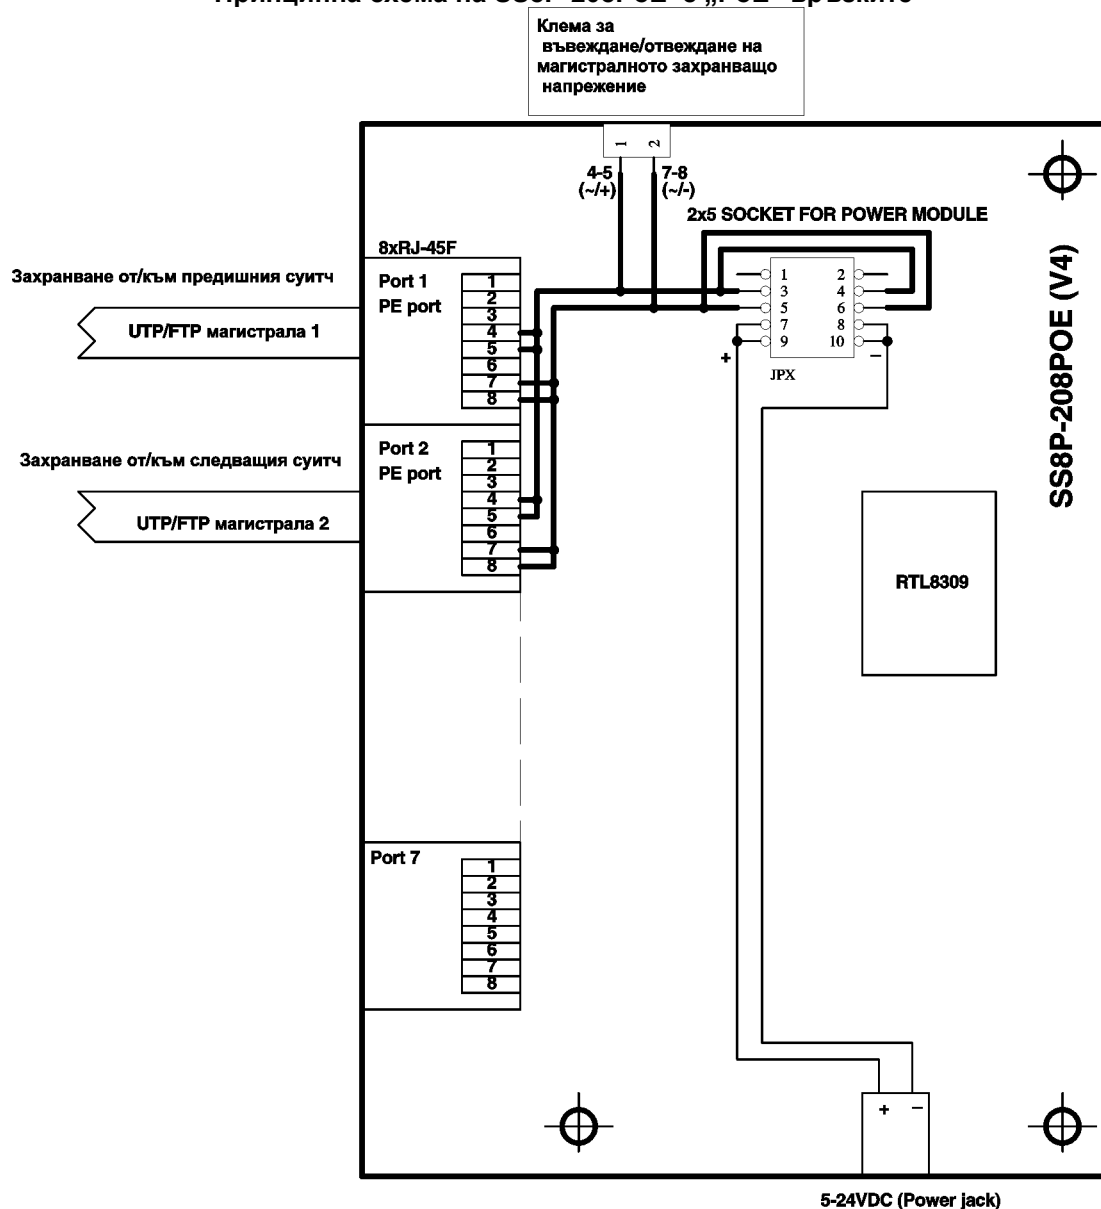 Клема за
въвеждане/отвеждане на
магистралното захранващо
напрежение
1 2
4-5 7-8
(~/+) (~/-)
2x5 SOCKET FOR POWER MODULE
8xRJ-45F
Захранване от/към предишния суитч
Port 1
PE port
UTP/FTP магистрала 1
1
2
3
4
5
6
7
8
1 2
3 4
5 6
7 8
9 10
+ −
JPX
SS8P-208POE (V4)
Port 2
PE port
Захранване от/към следващия суитч
UTP/FTP магистрала 2
1
2
3
4
5
6
7
8
RTL8309
Port 7
1
2
3
4
5
6
7
8
+ −
5-24VDC (Power jack)